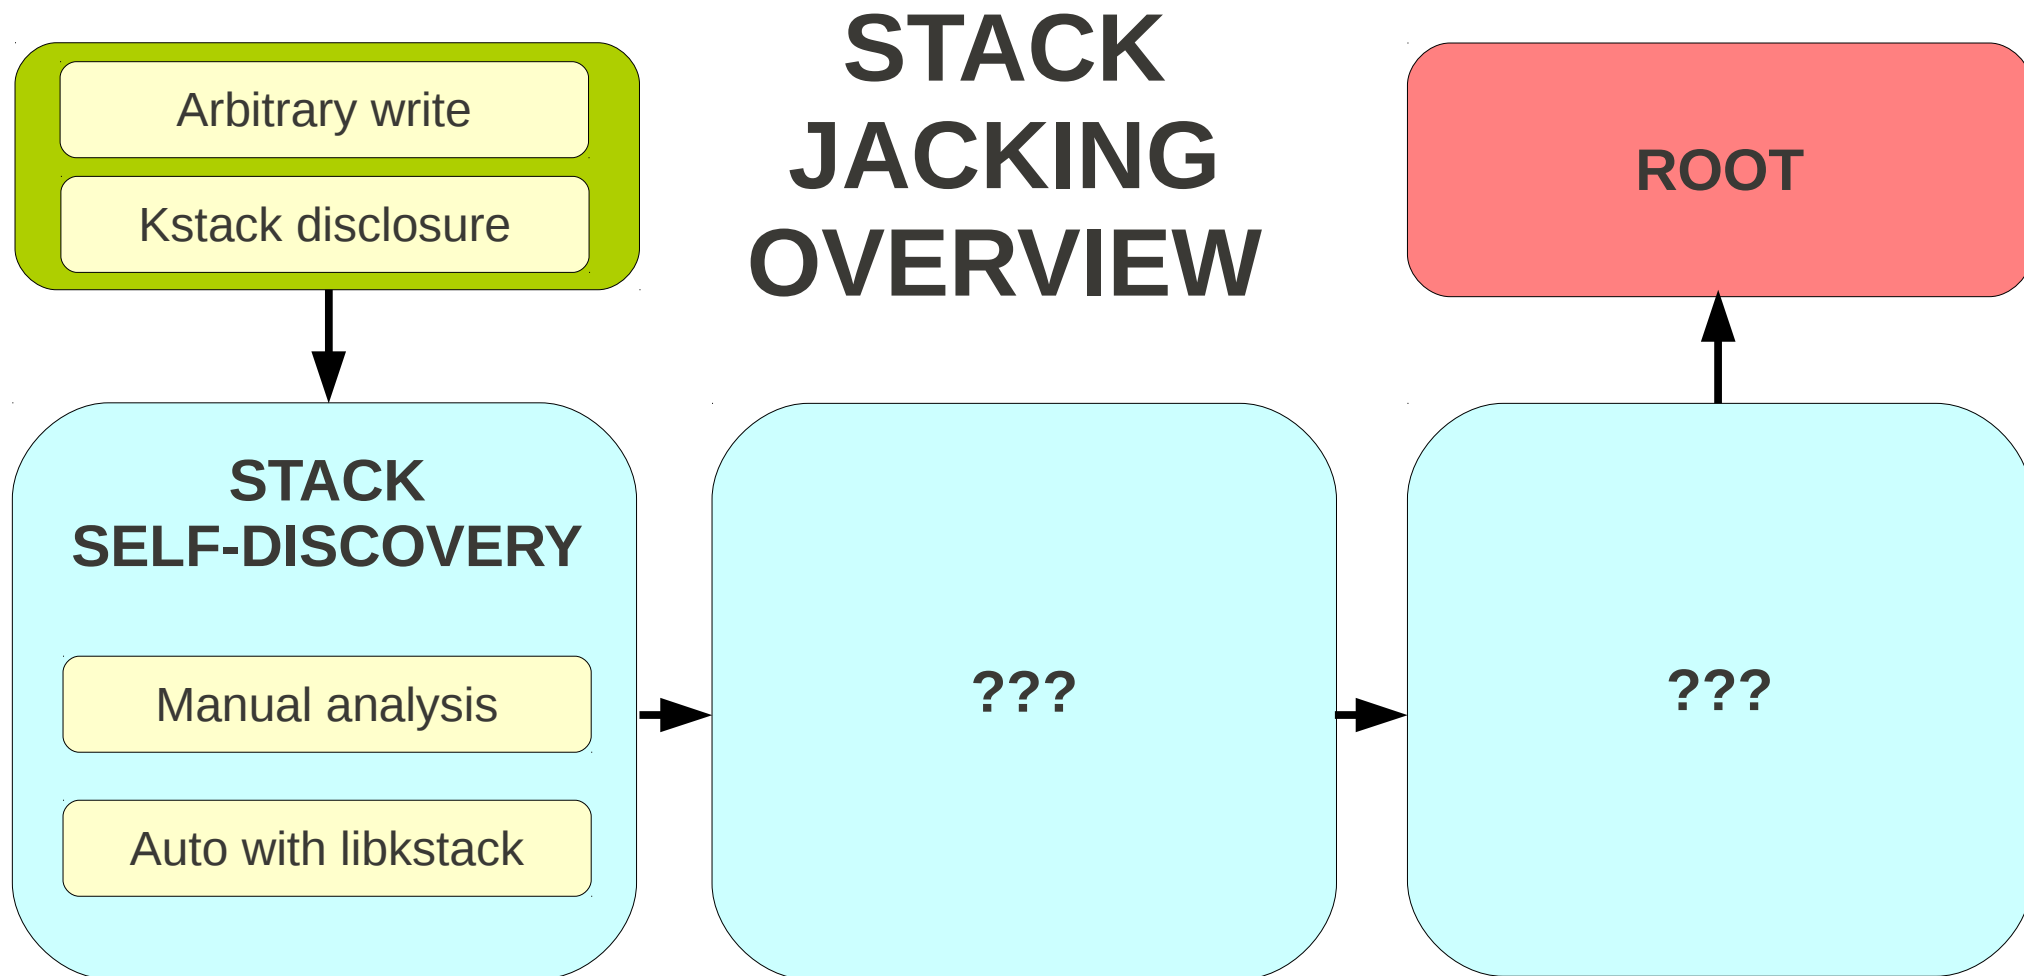 STACK
JACKING
OVERVIEW
Arbitrary write
Kstack disclosure
STACK
SELF-DISCOVERY
Manual analysis
Auto with libkstack
???
???
ROOT